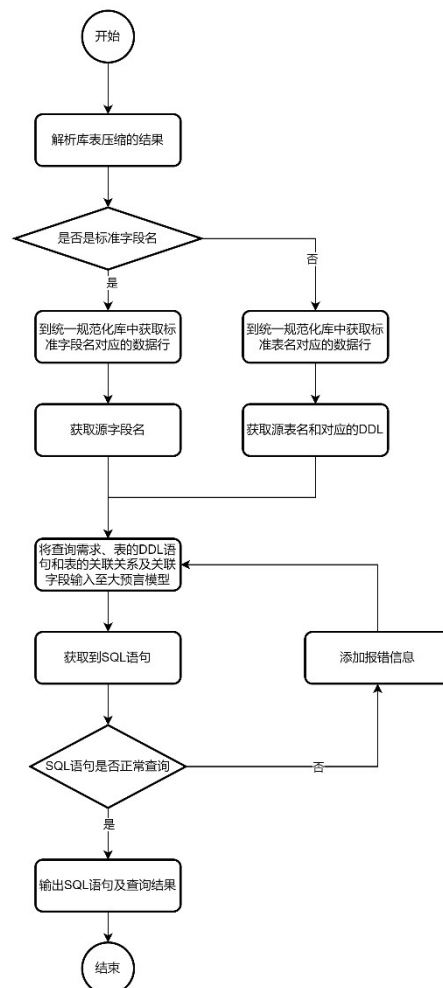 开始
解析库表压缩的结果
是否是标准字段名
是
否
到统一规范化库中获取标
准字段名对应的数据行
到统一规范化库中获取标
准表名对应的数据行
获取源字段名
获取源表名和对应的DDL
将查询需求、表的DDL语
句和表的关联关系及关联
字段输入至大预言模型
获取到SQL语句
添加报错信息
SQL语句是否正常查询
否
是
输出SQL语句及查询结果
结束